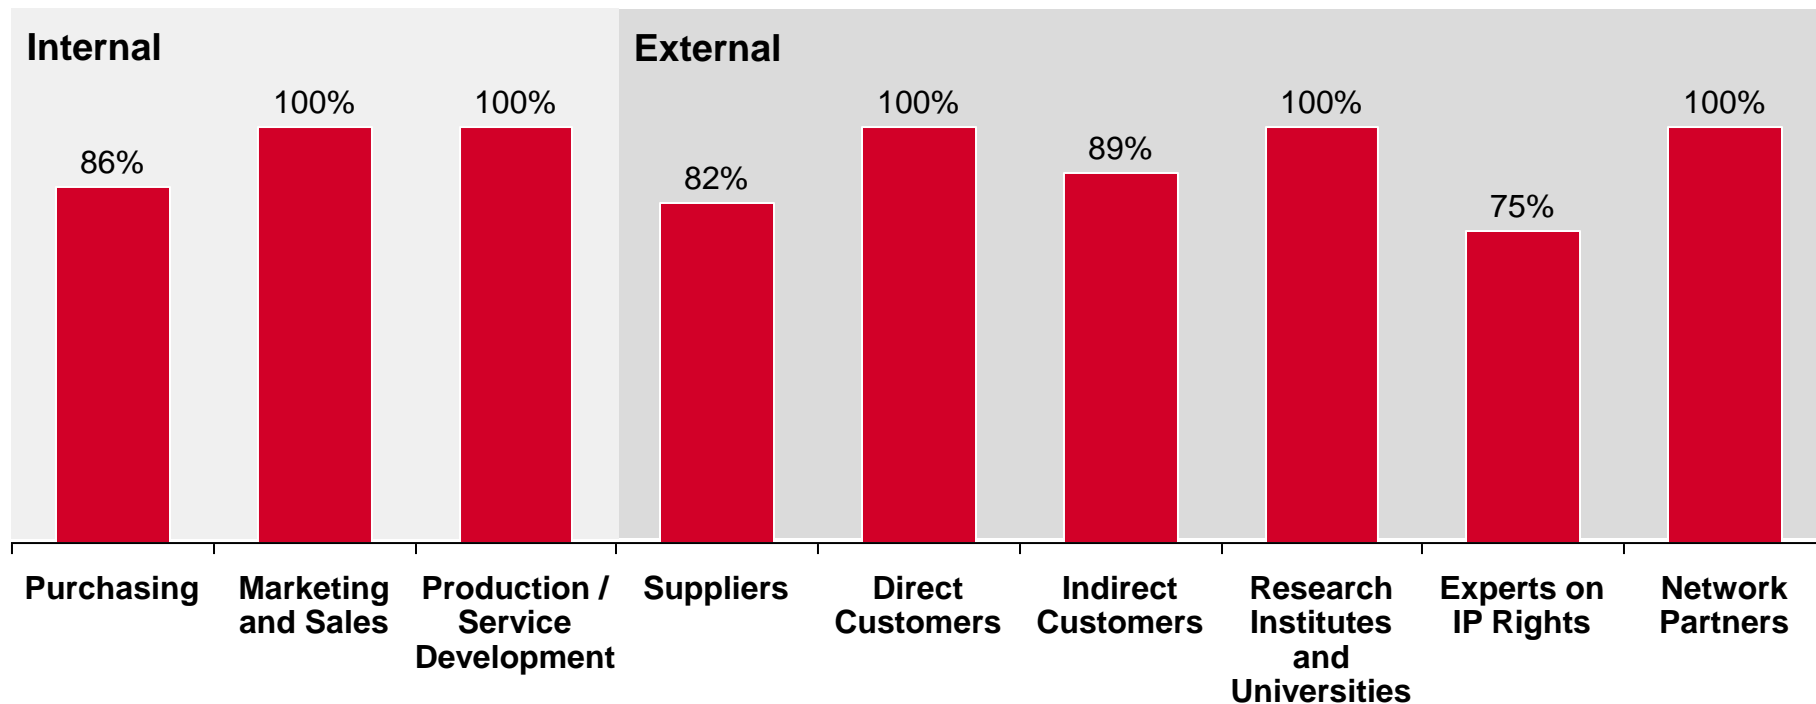 Internal
External
100%
100%
100%
100%
100%
86%
82%
89%
75%
Purchasing
Marketing
and Sales
Production /
Service
Development
Suppliers
Direct
Customers
Indirect
Customers
Research
Institutes
and
Universities
Experts on
IP Rights
Network
Partners